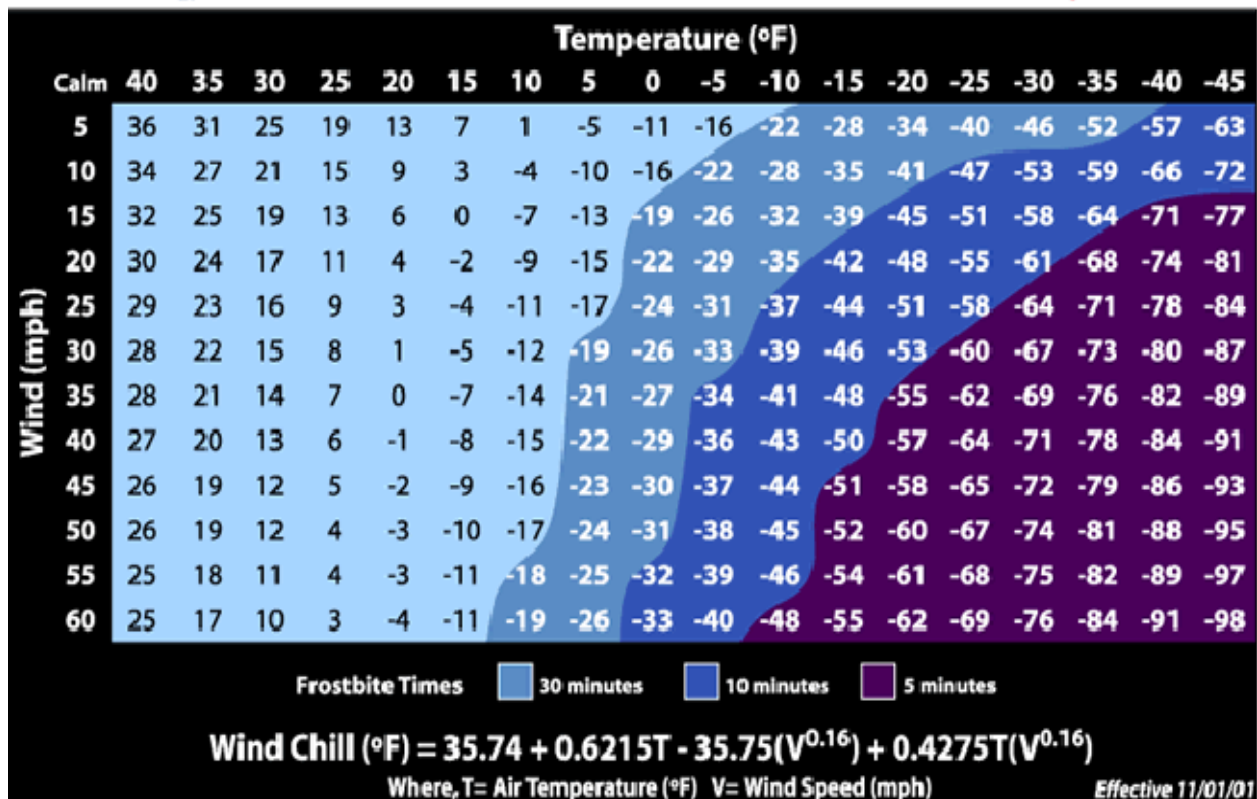 Temperature (ºF)
Calm 40 35 30 25 20 15 10 5 0 -5 -10 -15 -20 -25 -30 -35 -40 -45
5 36 31 25 19 13 7 1 -5 -11 -16 -22 -28 -34 -40 -46 -52 -57 -63
10 34 27 21 15 9 3 -4 -10 -16 -22 -28 -35 -41 -47 -53 -59 -66 -72
15 32 25 19 13 6 0 -7 -13 -19 -26 -32 -39 -45 -51 -58 -64 -71 -77
20 30 24 17 11 4 -2 -9 -15 -22 -29 -35 -42 -48 -55 -61 -68 -74 -81
25 29 23 16 9 3 -4 -11 -17 -24 -31 -37 -44 -51 -58 -64 -71 -78 -84
30 28 22 15 8 1 -5 -12 -19 -26 -33 -39 -46 -53 -60 -67 -73 -80 -87
35 28 21 14 7 0 -7 -14 -21 -27 -34 -41 -48 -55 -62 -69 -76 -82 -89
40 27 20 13 6 -1 -8 -15 -22 -29 -36 -43 -50 -57 -64 -71 -78 -84 -91
45 26 19 12 5 -2 -9 -16 -23 -30 -37 -44 -51 -58 -65 -72 -79 -86 -93
50 26 19 12 4 -3 -10 -17 -24 -31 -38 -45 -52 -60 -67 -74 -81 -88 -95
55 25 18 11 4 -3 -11 -18 -25 -32 -39 -46 -54 -61 -68 -75 -82 -89 -97
60 25 17 10 3 -4 -11 -19 -26 -33 -40 -48 -55 -62 -69 -76 -84 -91 -98
Wind (mph)
Frostbite Times 30 minutes 10 minutes 5 minutes
Wind Chill (ºF) = 35.74 + 0.6215T - 35.75(V^0.16) + 0.4275T(V^0.16)
Where, T= Air Temperature (ºF) V= Wind Speed (mph) Effective 11/01/01